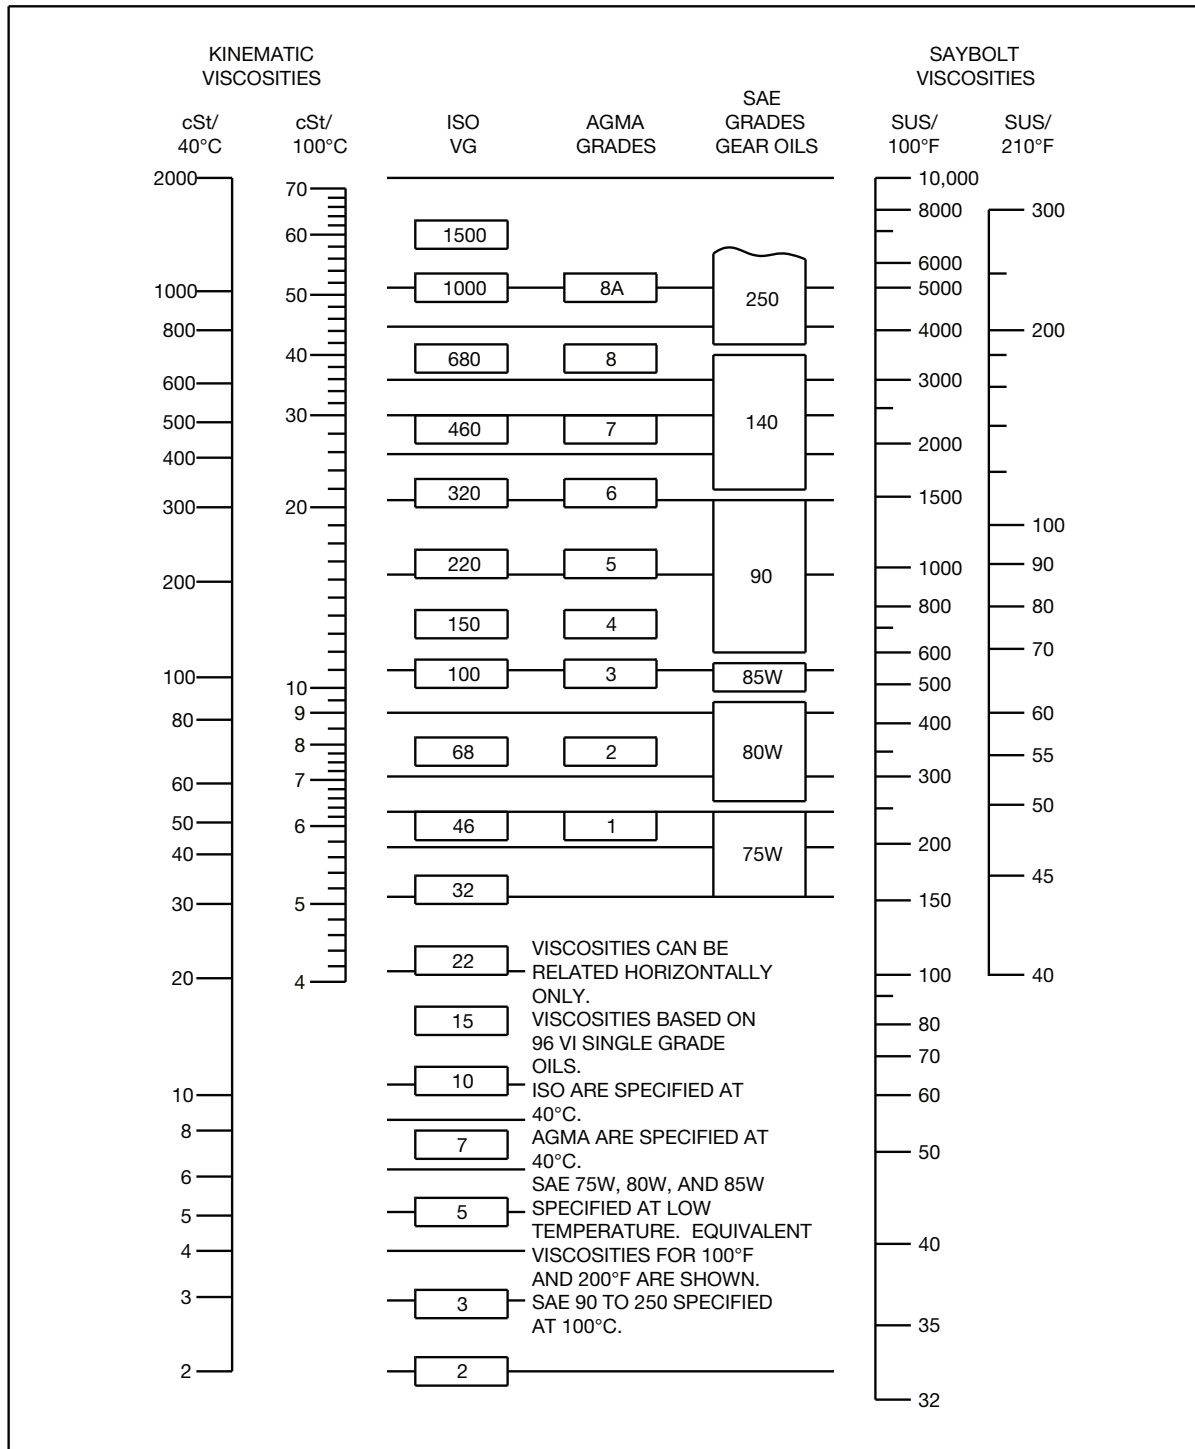 KINEMATIC
VISCOSITIES
SAYBOLT
VISCOSITIES
cSt/
40°C
cSt/
100°C
ISO
VG
AGMA
GRADES
SAE
GRADES
GEAR OILS
SUS/
100°F
SUS/
210°F
2000
1000
800
600
500
400
300
200
100
80
60
50
40
30
20
10
8
6
5
4
3
2
70
60
50
40
30
20
10
9
8
7
6
5
4
1500
1000
680
460
320
220
150
100
68
46
32
22
15
10
7
5
3
2
8A
8
7
6
5
4
3
2
1
250
140
90
85W
80W
75W
VISCOSITIES CAN BE
RELATED HORIZONTALLY
ONLY.
VISCOSITIES BASED ON
96 VI SINGLE GRADE
OILS.
ISO ARE SPECIFIED AT
40°C.
AGMA ARE SPECIFIED AT
40°C.
SAE 75W, 80W, AND 85W
SPECIFIED AT LOW
TEMPERATURE. EQUIVALENT
VISCOSITIES FOR 100°F
AND 200°F ARE SHOWN.
SAE 90 TO 250 SPECIFIED
AT 100°C.
10,000
8000
6000
5000
4000
3000
2000
1500
1000
800
600
500
400
300
200
150
100
80
70
60
50
40
35
32
300
200
100
90
80
70
60
55
50
45
40